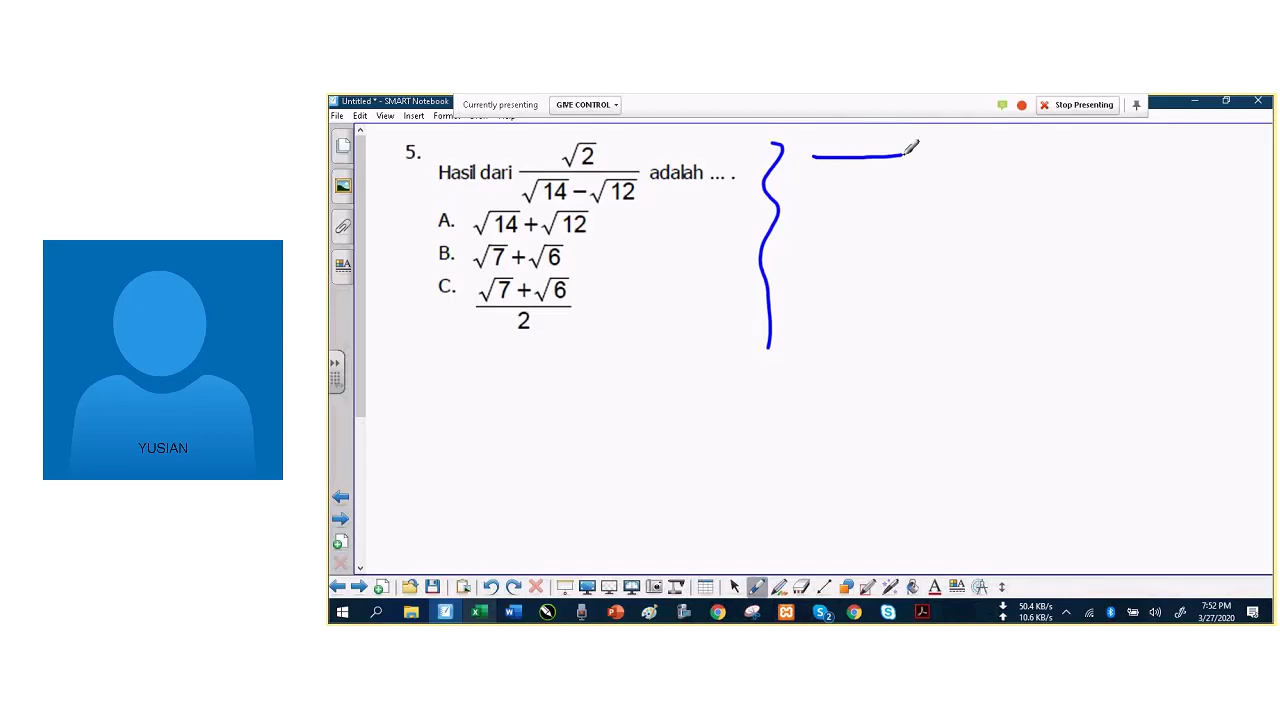 Untitled * - SMART Notebook
Currently presenting
GIVE CONTROL
Stop Presenting
File Edit View Insert
5.
Hasil dari √2 / (√14 − √12) adalah ... .
A. √14 + √12
B. √7 + √6
C. (√7 + √6) / 2
YUSIAN
50.4 KB/s
10.6 KB/s
7:52 PM
3/27/2020